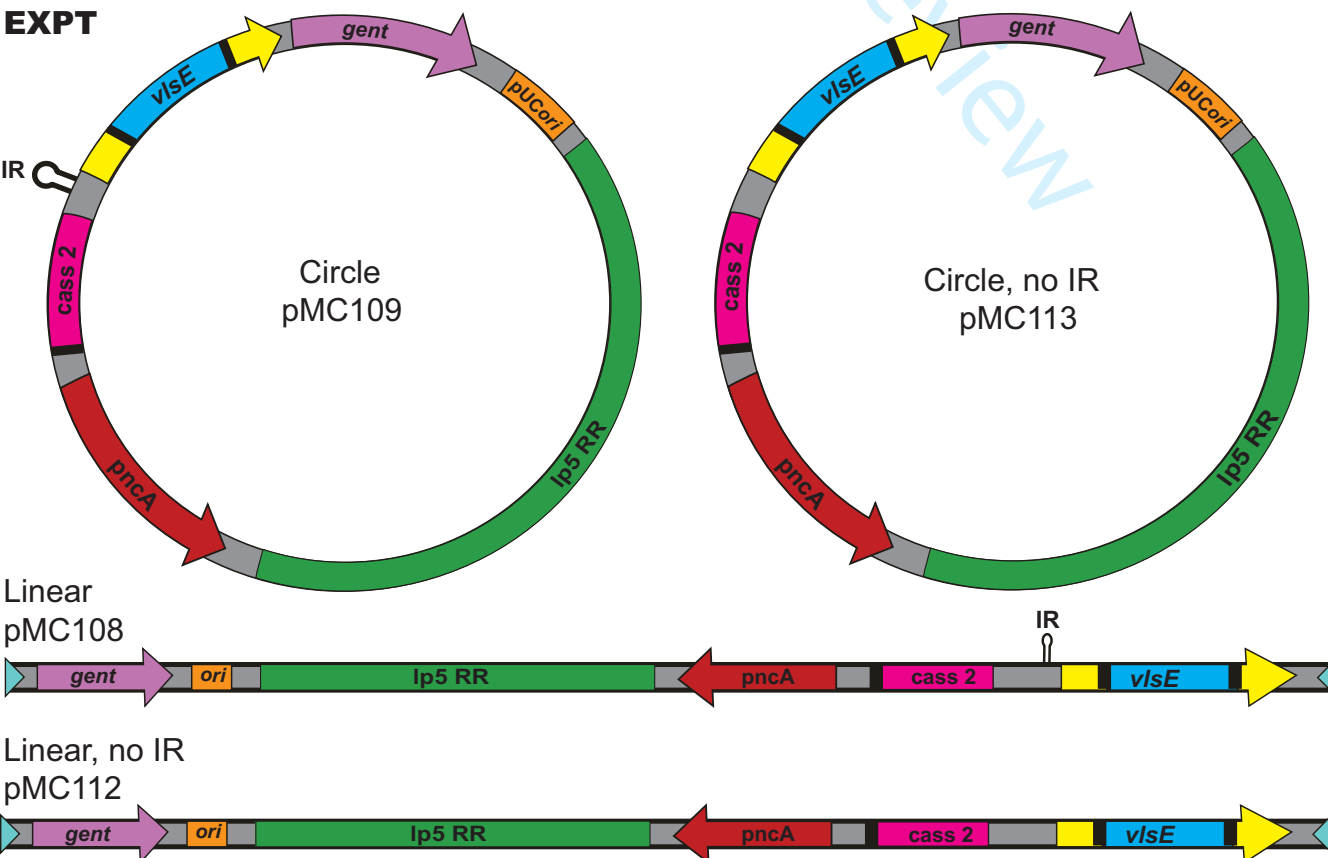 EXPT
gent
pUCori
vlsE
IR
cass 2
pncA
lp5 RR
Circle
pMC109
gent
pUCori
vlsE
cass 2
pncA
lp5 RR
Circle, no IR
pMC113
Linear
pMC108
IR
gent
ori
lp5 RR
pncA
cass 2
vlsE
Linear, no IR
pMC112
gent
ori
lp5 RR
pncA
cass 2
vlsE